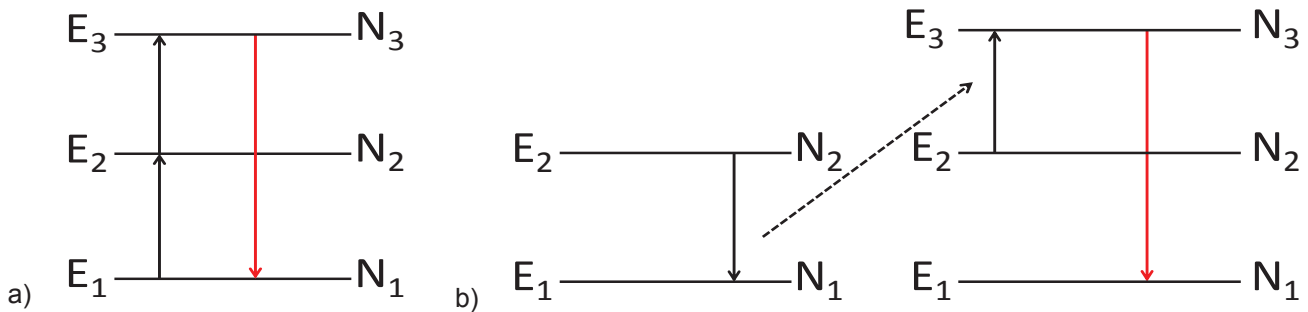 E₃ N₃
E₂ N₂
E₁ N₁
a)
E₂ N₂
E₁ N₁
b)
E₃ N₃
E₂ N₂
E₁ N₁